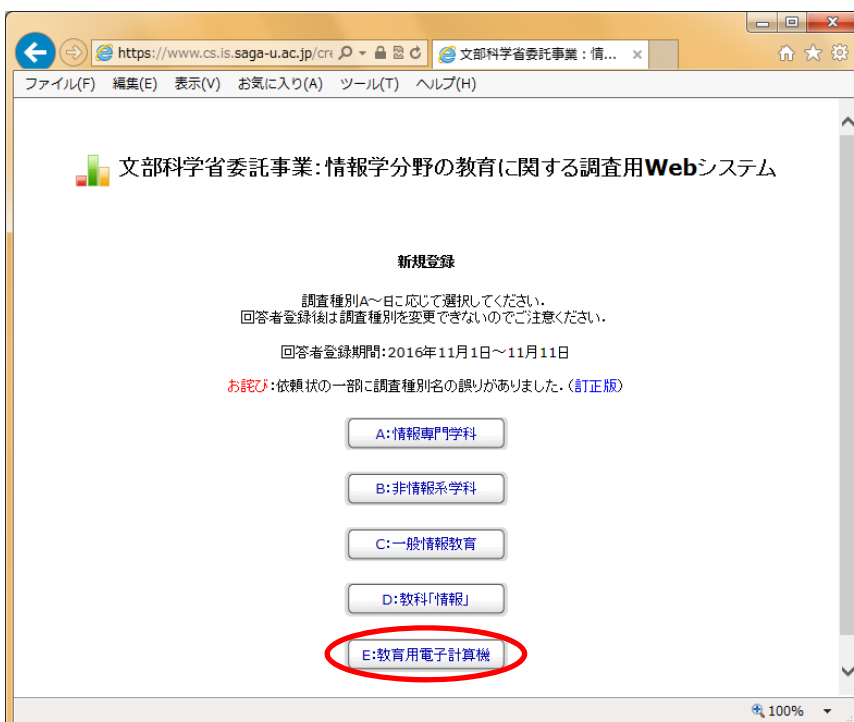 https://www.cs.is.saga-u.ac.jp/cre
文部科学省委託事業：情...
ファイル(F) 編集(E) 表示(V) お気に入り(A) ツール(T) ヘルプ(H)
文部科学省委託事業:情報学分野の教育に関する調査用Webシステム
新規登録
調査種別A～Eに応じて選択してください.
回答者登録後は調査種別を変更できないのでご注意ください.
回答者登録期間:2016年11月1日～11月11日
お詫び:依頼状の一部に調査種別名の誤りがありました.(訂正版)
A:情報専門学科
B:非情報系学科
C:一般情報教育
D:教科「情報」
E:教育用電子計算機
100%